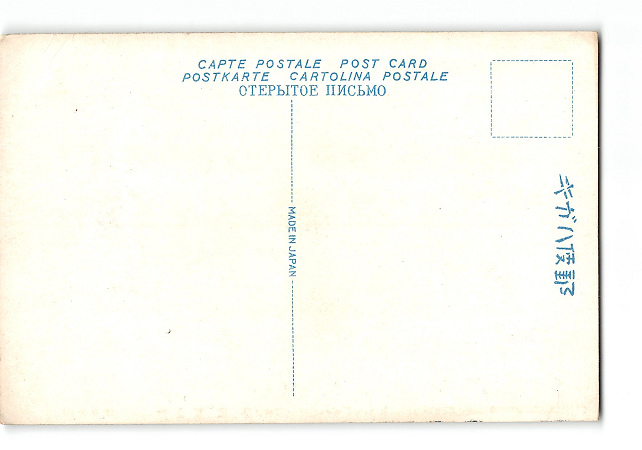 CAPTE POSTALE POST CARD
POSTKARTE CARTOLINA POSTALE
ОТЕРЫТОЕ ПИСЬМО
MADE IN JAPAN
郵便ハガキ